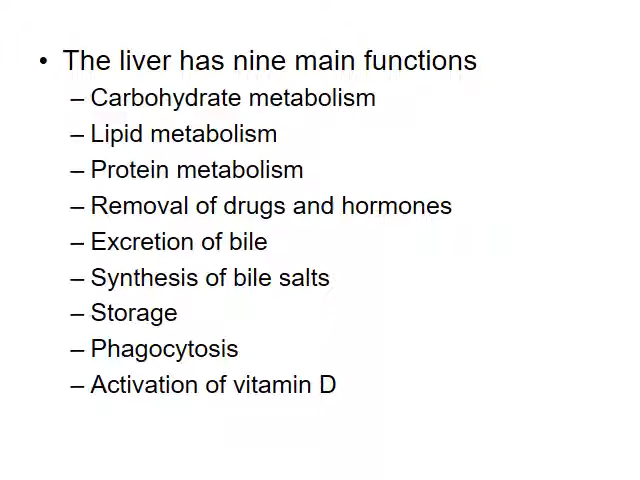 • The liver has nine main functions
– Carbohydrate metabolism
– Lipid metabolism
– Protein metabolism
– Removal of drugs and hormones
– Excretion of bile
– Synthesis of bile salts
– Storage
– Phagocytosis
– Activation of vitamin D